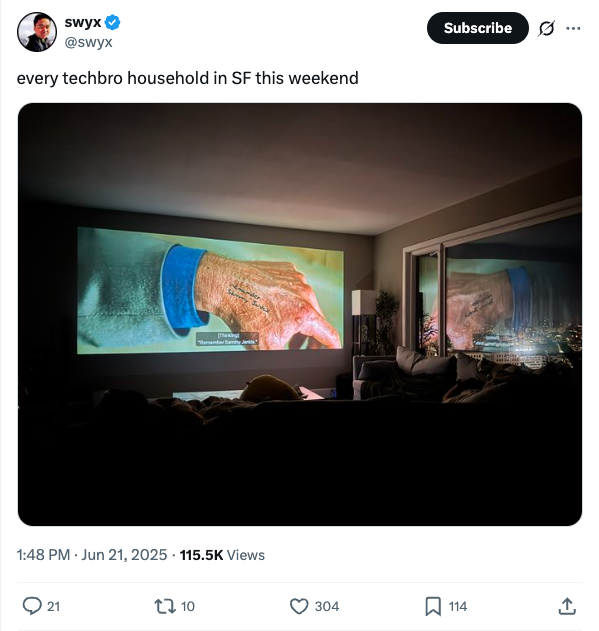 swyx
@swyx
Subscribe
every techbro household in SF this weekend
[Thinking]
"Remember Sammy Jankis."
1:48 PM · Jun 21, 2025 · 115.5K Views
21
10
304
114